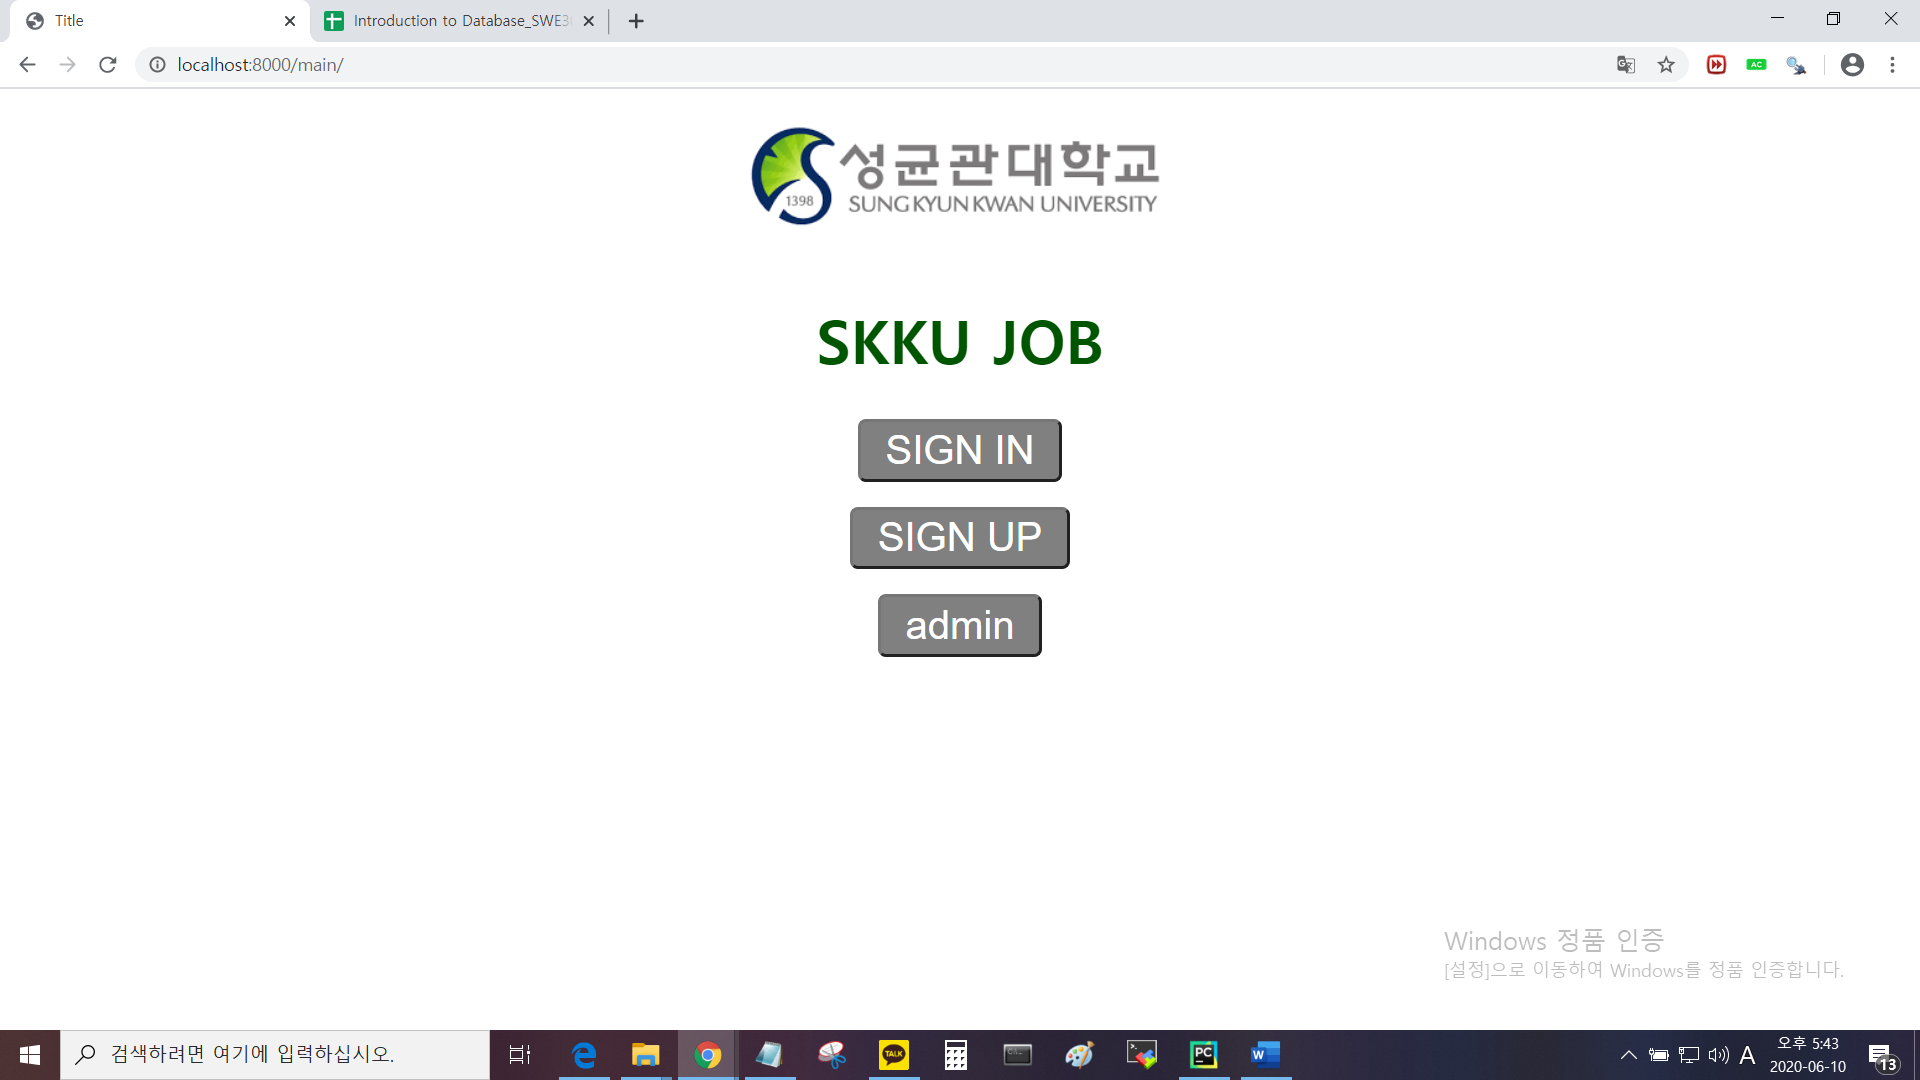 Title
Introduction to Database_SWE3
localhost:8000/main/
AC
성균관대학교
1398
SUNGKYUNKWAN UNIVERSITY
SKKU JOB
SIGN IN
SIGN UP
admin
Windows 정품 인증
[설정]으로 이동하여 Windows를 정품 인증합니다.
검색하려면 여기에 입력하십시오.
TALK
PC
W
A
오후 5:43
2020-06-10
13